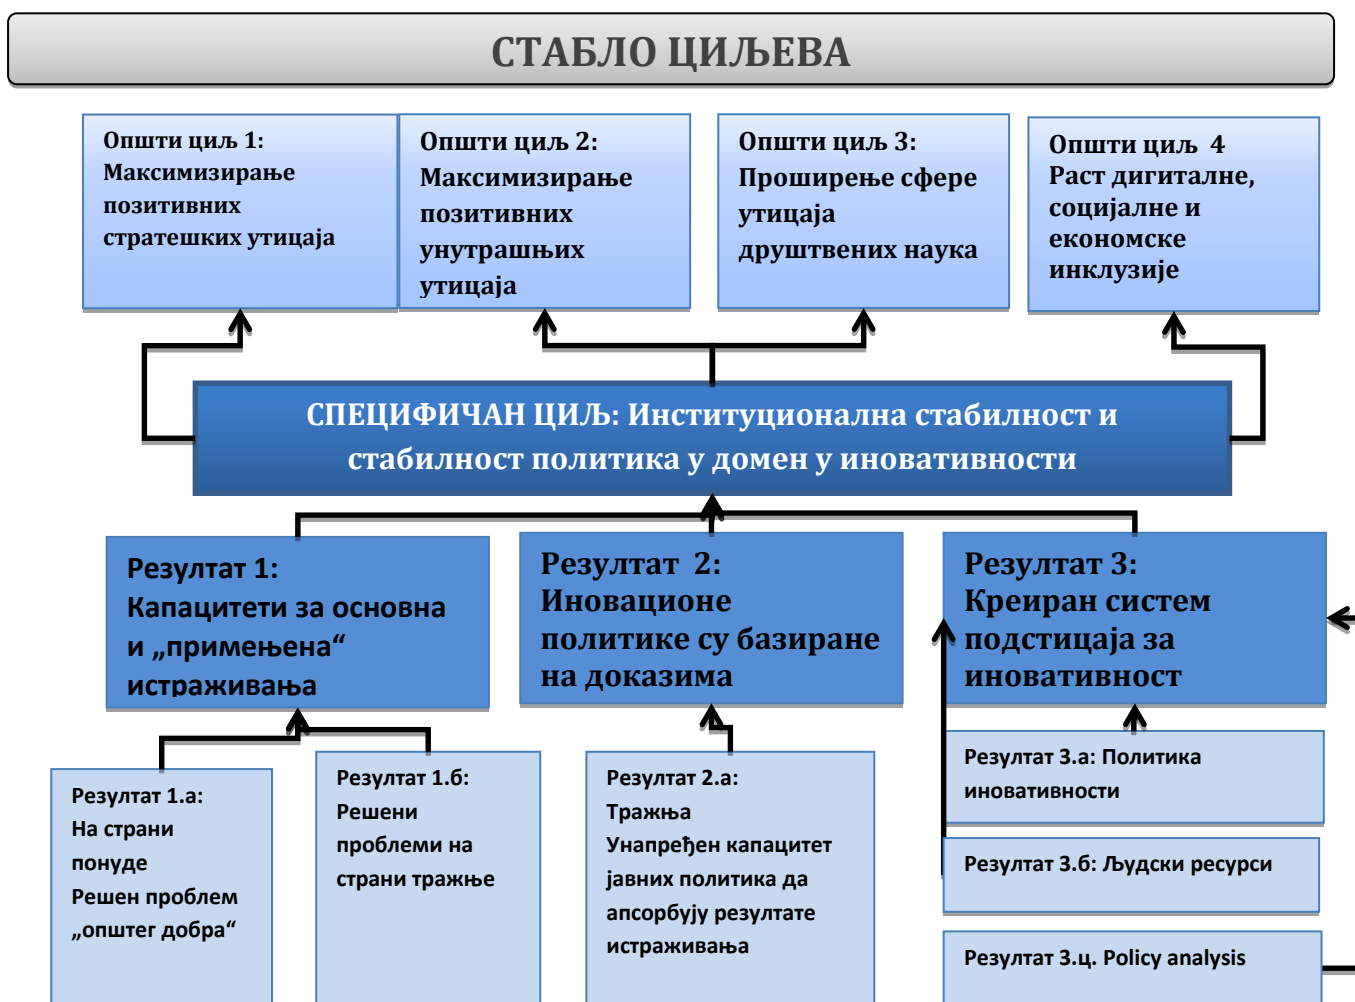 СТАБЛО ЦИЉЕВА
Општи циљ 1:
Максимизирање
позитивних
стратешких утицаја
Општи циљ 2:
Максимизирање
позитивних
унутрашњих
утицаја
Општи циљ 3:
Проширење сфере
утицаја
друштвених наука
Општи циљ 4
Раст дигиталне,
социјалне и
економске
инклузије
СПЕЦИФИЧАН ЦИЉ: Институционална стабилност и
стабилност политика у домен у иновативности
Резултат 1:
Капацитети за основна
и „примењена“
истраживања
Резултат 2:
Иновационе
политике су базиране
на доказима
Резултат 3:
Креиран систем
подстицаја за
иновативност
Резултат 1.а:
На страни
понуде
Решен проблем
„општег добра“
Резултат 1.б:
Решени
проблеми на
страни тражње
Резултат 2.а:
Тражња
Унапређен капацитет
јавних политика да
апсорбују резултате
истраживања
Резултат 3.а: Политика
иновативности
Резултат 3.б: Људски ресурси
Резултат 3.ц. Policy analysis